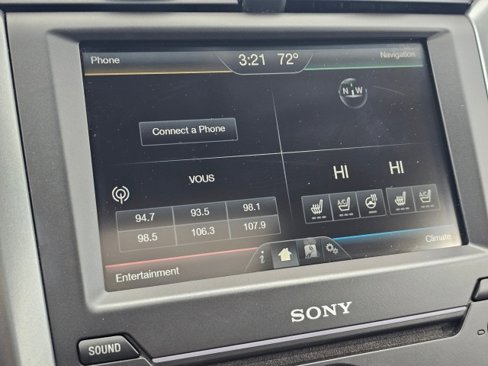 Phone
3:21 72°
Navigation
N W
Connect a Phone
VOUS
HI HI
94.7 93.5 98.1
98.5 106.3 107.9
A/C A/C
Entertainment
Climate
SONY
SOUND